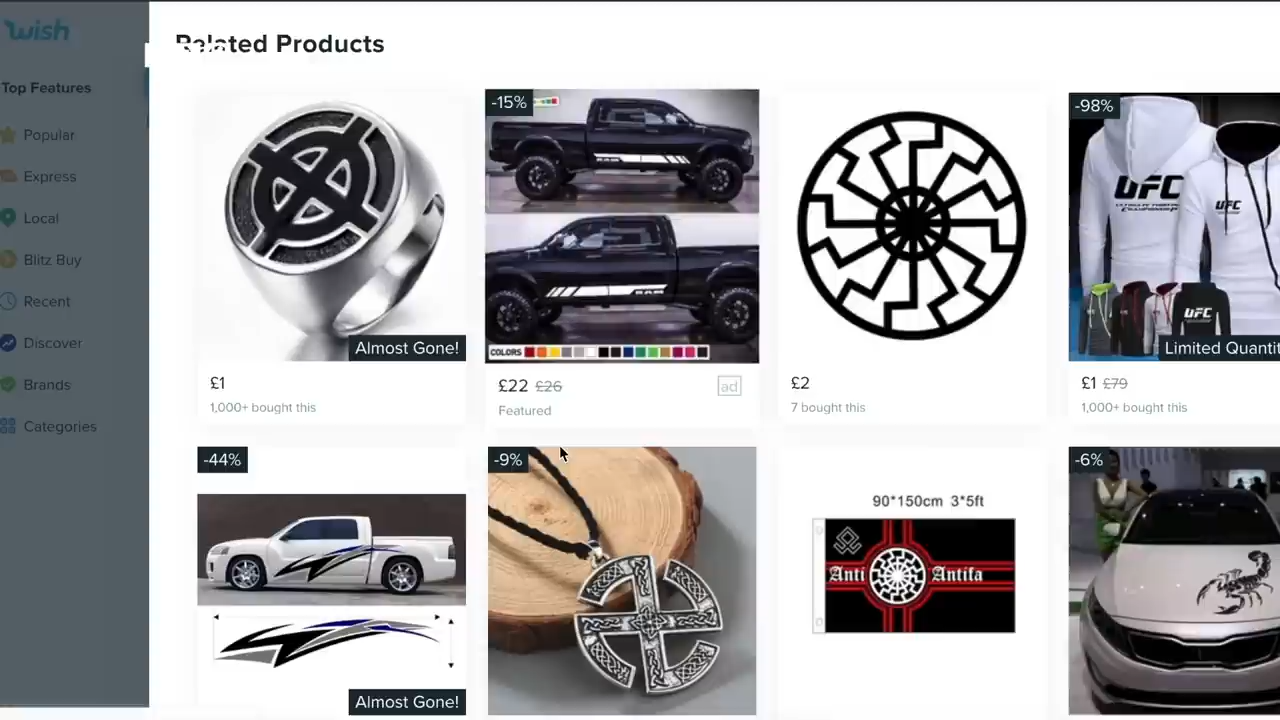 wish
Related Products
Top Features
Popular
Express
Local
Blitz Buy
Recent
Discover
Brands
Categories
Almost Gone!
£1
1,000+ bought this
-15%
COLORS
£22 £26
ad
Featured
£2
7 bought this
-98%
UFC
UFC
UFC
Limited Quantit
£1 £79
1,000+ bought this
-44%
Almost Gone!
-9%
90*150cm 3*5ft
Anti Antifa
-6%